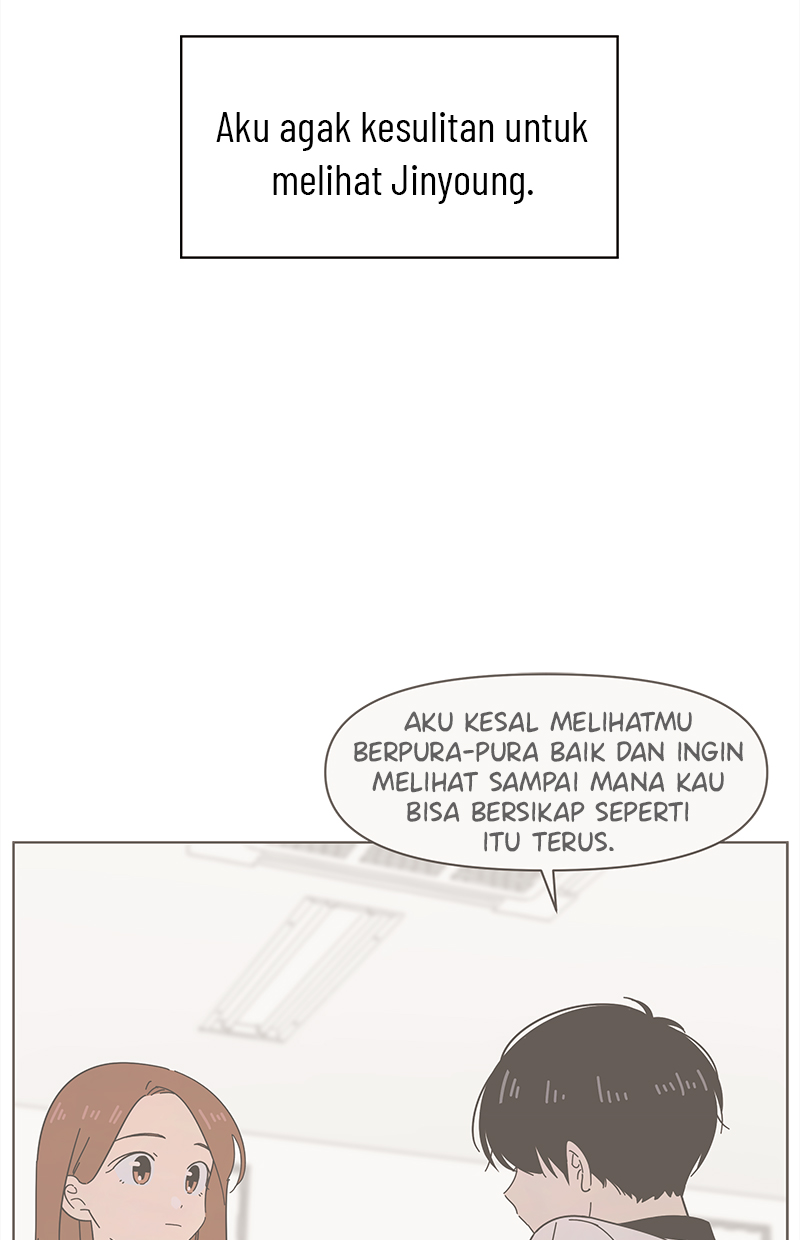 Aku agak kesulitan untuk
melihat Jinyoung.
AKU KESAL MELIHATMU
BERPURA-PURA BAIK DAN INGIN
MELIHAT SAMPAI MANA KAU
BISA BERSIKAP SEPERTI
ITU TERUS.